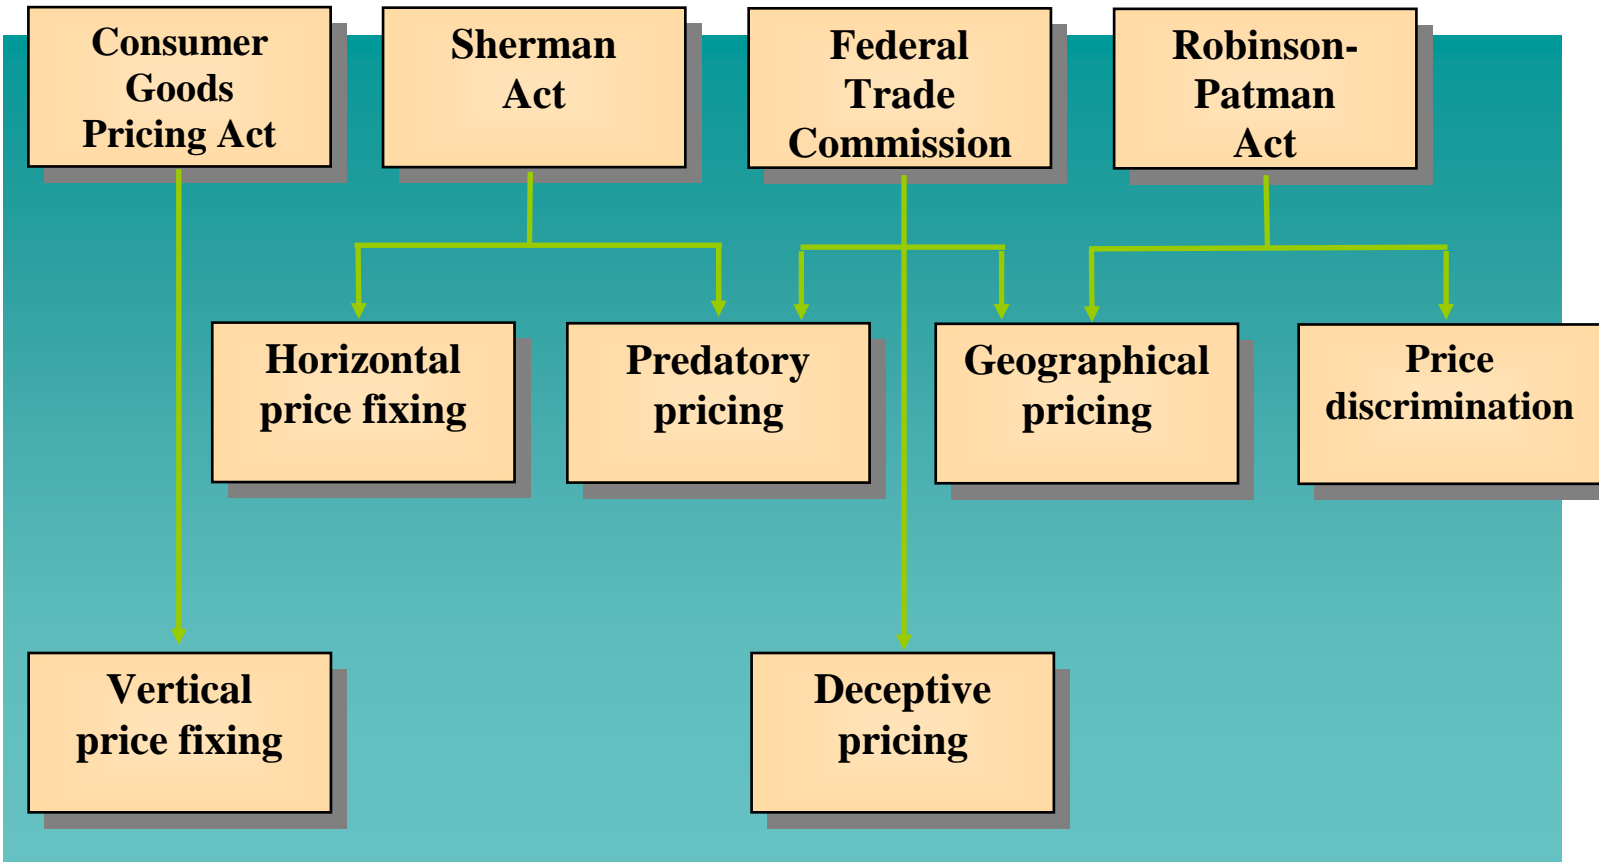 Consumer
Goods
Pricing Act
Sherman
Act
Federal
Trade
Commission
Robinson-
Patman
Act
Horizontal
price fixing
Predatory
pricing
Geographical
pricing
Price
discrimination
Vertical
price fixing
Deceptive
pricing